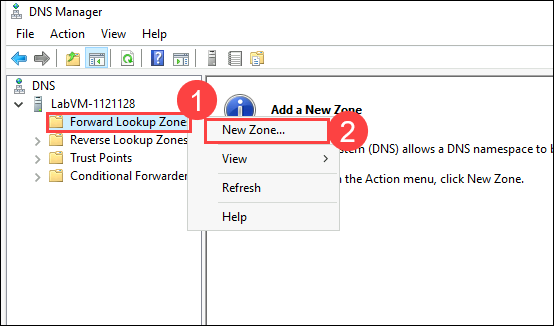 DNS Manager
File Action View Help
DNS
LabVM-1121128
1
Forward Lookup Zone
Reverse Lookup Zones
Trust Points
Conditional Forwarder
Add a New Zone
New Zone...
2
View
Refresh
Help
stem (DNS) allows a DNS namespace to b
the Action menu, click New Zone.